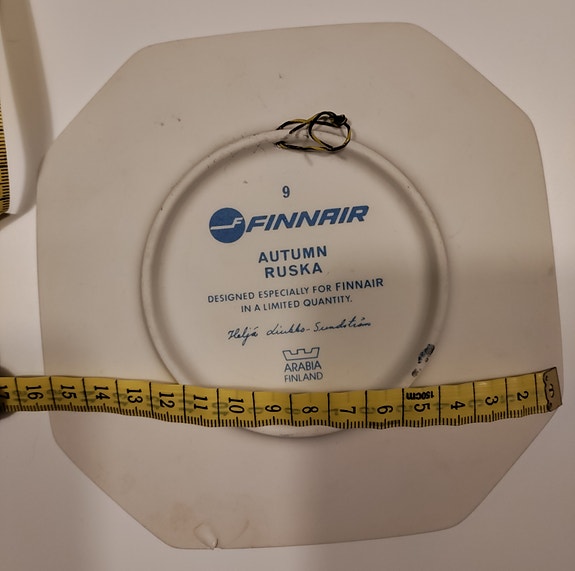 9
FINNAIR
AUTUMN
RUSKA
DESIGNED ESPECIALLY FOR FINNAIR
IN A LIMITED QUANTITY.
Heljä Liukko-Sundström
ARABIA
FINLAND
17 16 15 14 13 12 11 10 9 8 7 6 5 150cm 4 3 2